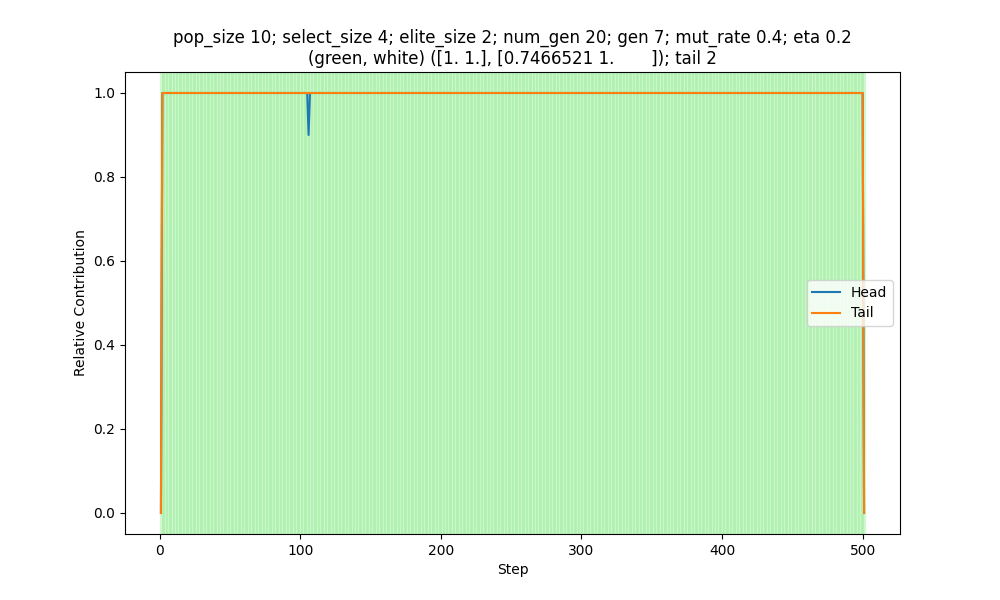 pop_size 10; select_size 4; elite_size 2; num_gen 20; gen 7; mut_rate 0.4; eta 0.2
(green, white) ([1. 1.], [0.7466521 1.        ]); tail 2
1.0
0.8
0.6
0.4
0.2
0.0
Relative Contribution
Head
Tail
0 100 200 300 400 500
Step